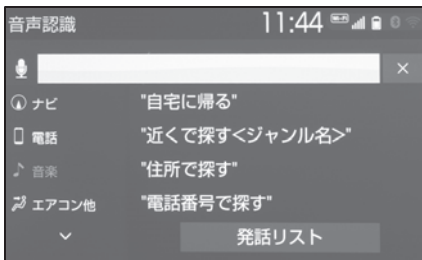 音声認識 11:44 Wi-Fi
×
ナビ "自宅に帰る"
電話 "近くで探す<ジャンル名>"
音楽 "住所で探す"
エアコン他 "電話番号で探す"
発話リスト